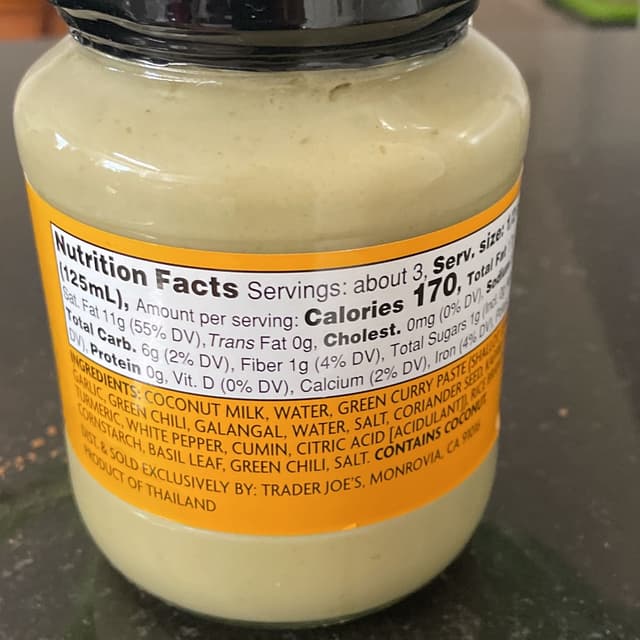 Nutrition Facts Servings: about 3, Serv. size:
(125mL), Amount per serving: Calories 170, Total Fat
Sat. Fat 11g (55% DV), Trans Fat 0g, Cholest. 0mg (0% DV), Sodium
Total Carb. 6g (2% DV), Fiber 1g (4% DV), Total Sugars 1g
DV), Protein 0g, Vit. D (0% DV), Calcium (2% DV), Iron (4% DV),
INGREDIENTS: COCONUT MILK, WATER, GREEN CURRY PASTE (SHALLOT,
GARLIC, GREEN CHILI, GALANGAL, WATER, SALT, CORIANDER SEED,
TURMERIC, WHITE PEPPER, CUMIN, CITRIC ACID [ACIDULANT]), RICE
CORNSTARCH, BASIL LEAF, GREEN CHILI, SALT. CONTAINS COCONUT.
DIST. & SOLD EXCLUSIVELY BY: TRADER JOE'S, MONROVIA, CA 91016
PRODUCT OF THAILAND